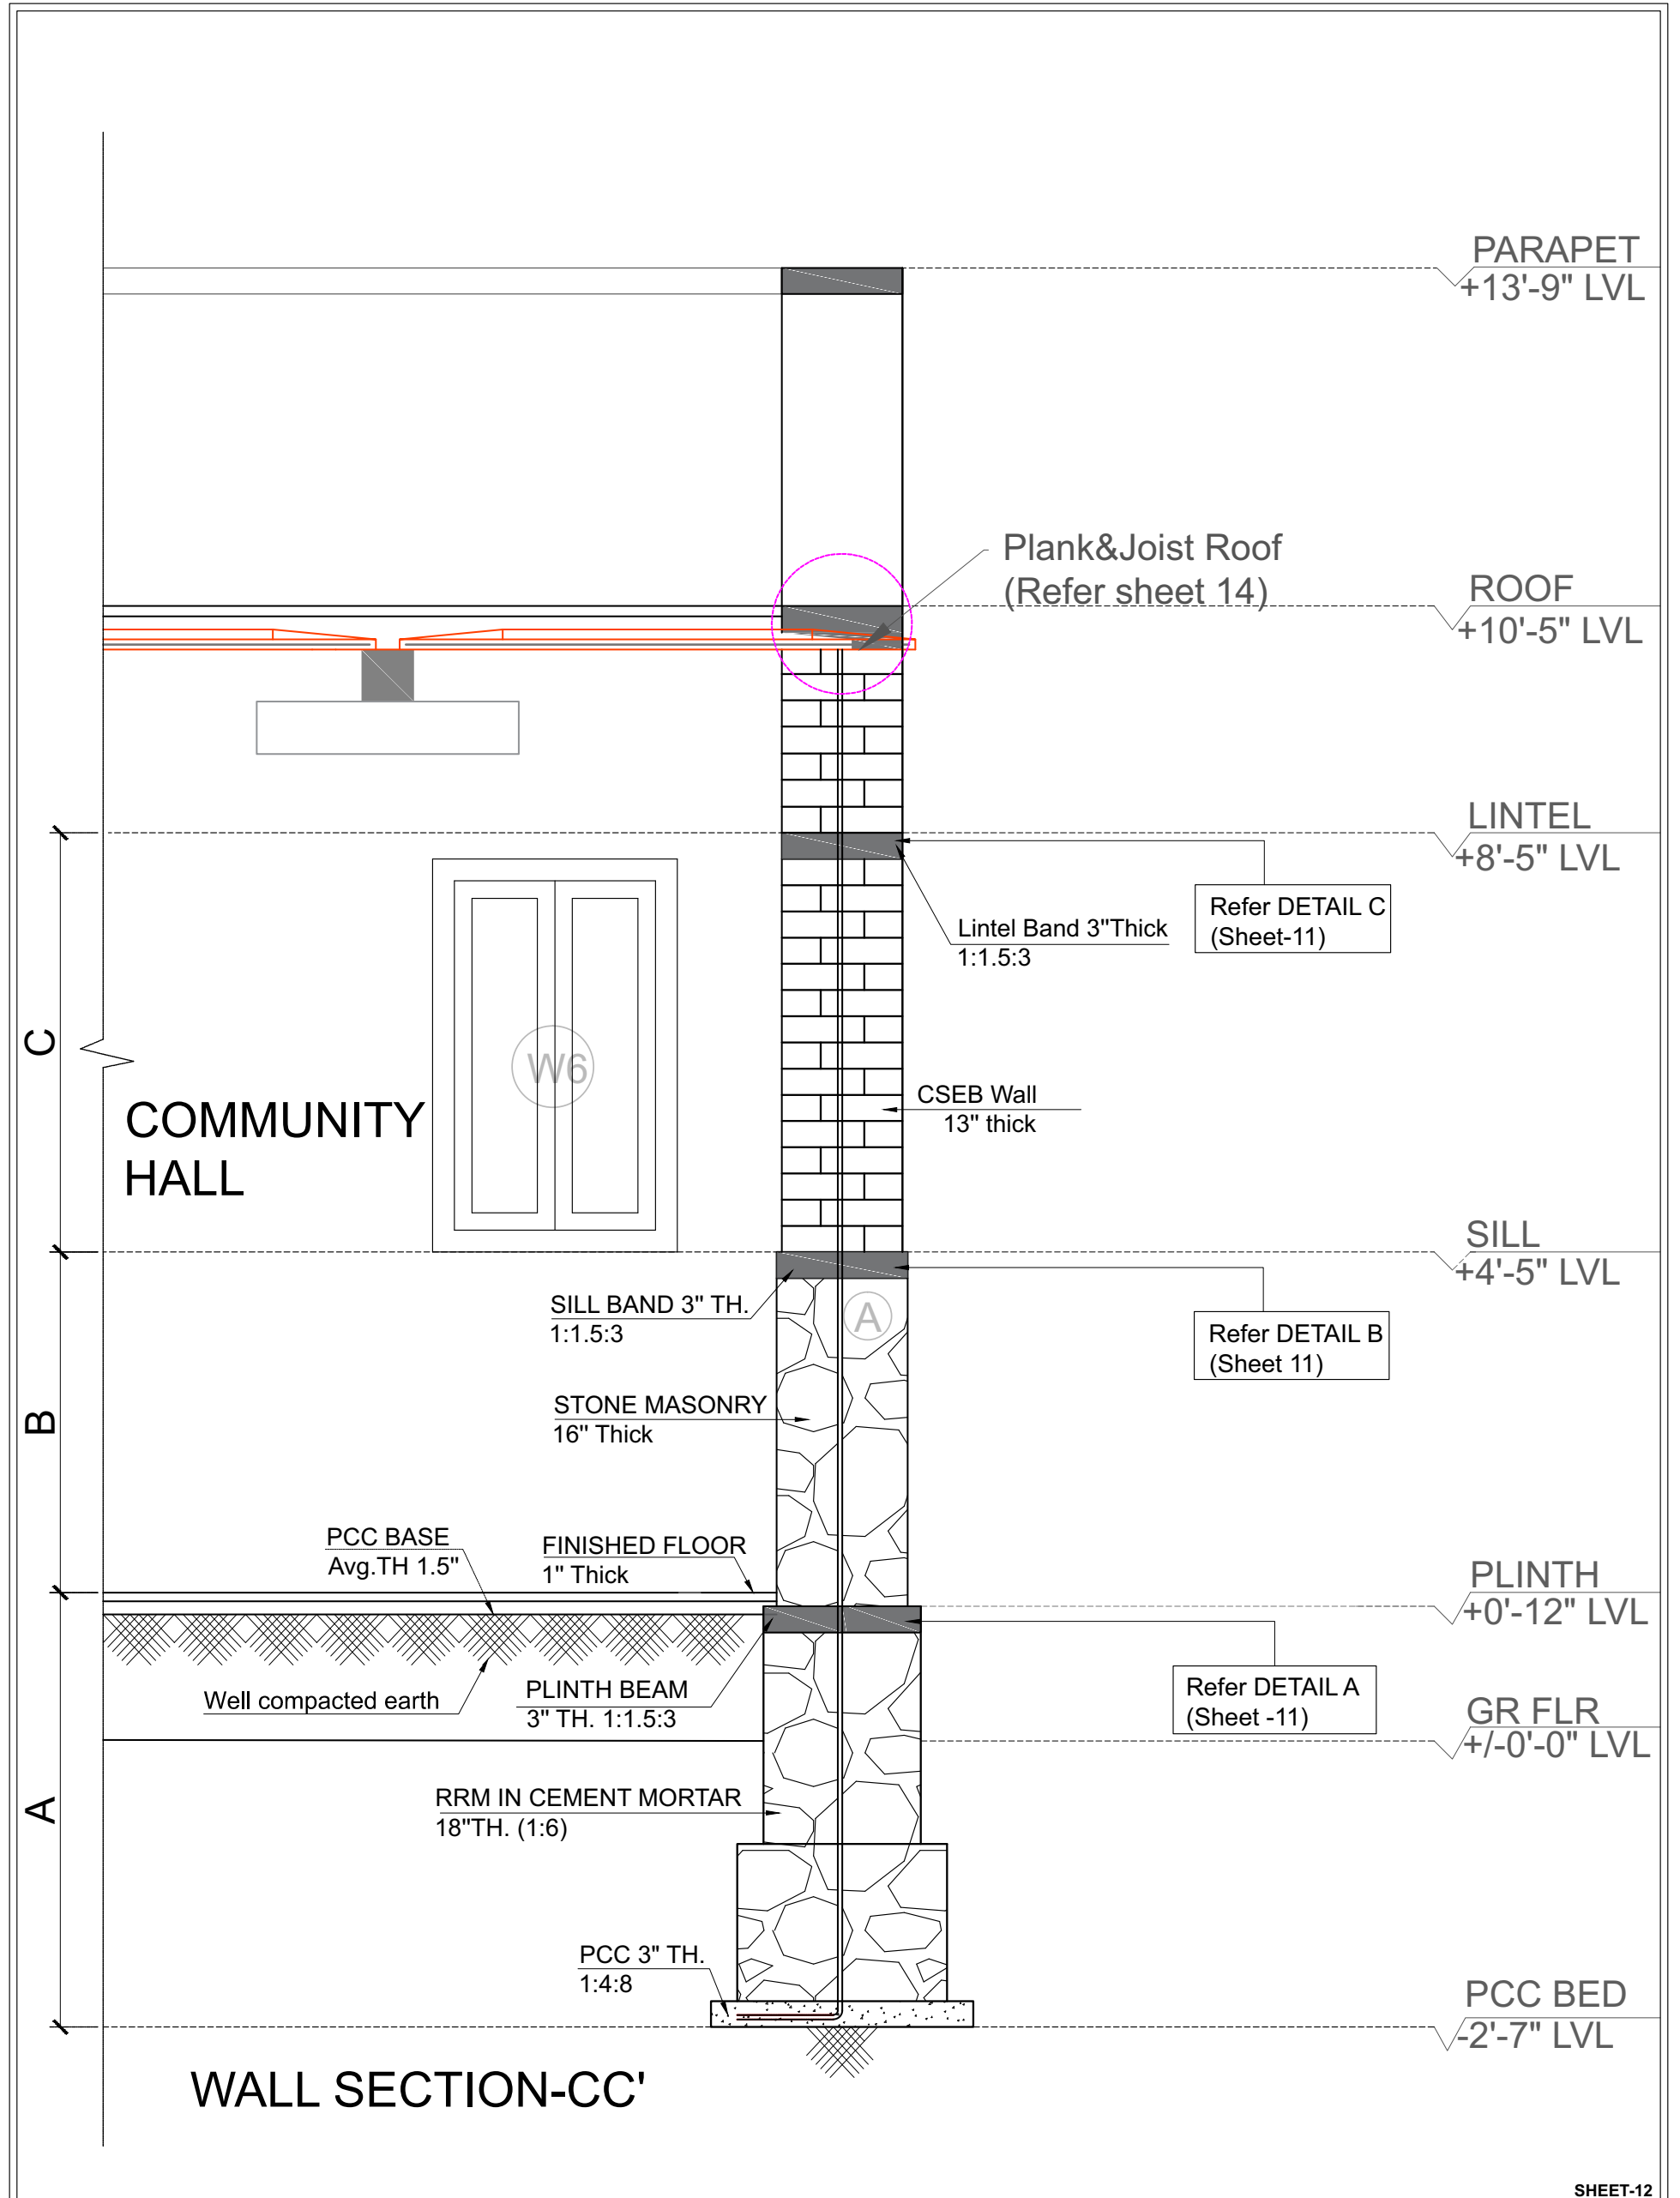 PARAPET
+13'-9" LVL
Plank&Joist Roof
(Refer sheet 14)
ROOF
+10'-5" LVL
LINTEL
+8'-5" LVL
Refer DETAIL C
(Sheet-11)
Lintel Band 3"Thick
1:1.5:3
C
W6
COMMUNITY
HALL
CSEB Wall
13" thick
SILL
+4'-5" LVL
SILL BAND 3" TH.
1:1.5:3
A
Refer DETAIL B
(Sheet 11)
STONE MASONRY
16" Thick
B
PCC BASE
Avg.TH 1.5"
FINISHED FLOOR
1" Thick
PLINTH
+0'-12" LVL
Well compacted earth
PLINTH BEAM
3" TH. 1:1.5:3
Refer DETAIL A
(Sheet -11)
GR FLR
+/-0'-0" LVL
A
RRM IN CEMENT MORTAR
18"TH. (1:6)
PCC 3" TH.
1:4:8
PCC BED
-2'-7" LVL
WALL SECTION-CC'
SHEET-12